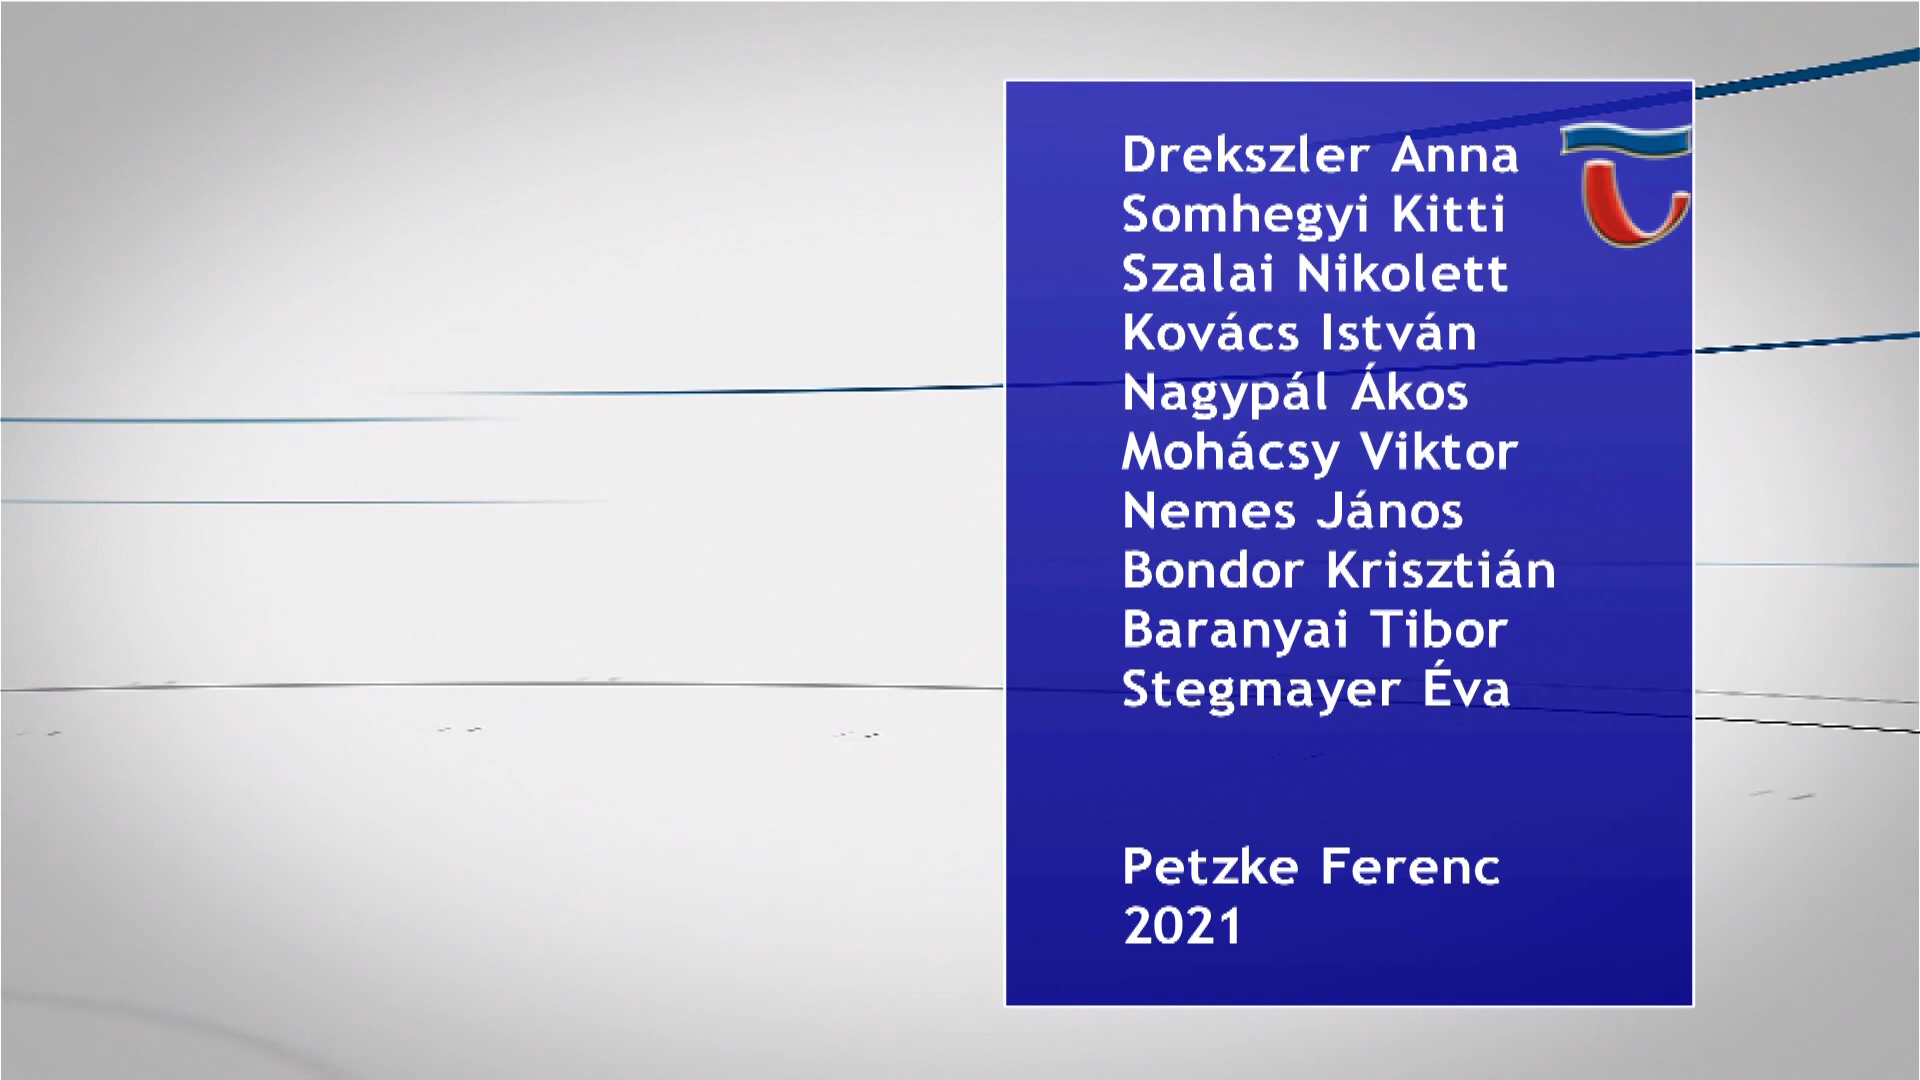 Drekszler Anna
Somhegyi Kitti
Szalai Nikolett
Kovács István
Nagypál Ákos
Mohácsy Viktor
Nemes János
Bondor Krisztián
Baranyai Tibor
Stegmayer Éva
Petzke Ferenc
2021